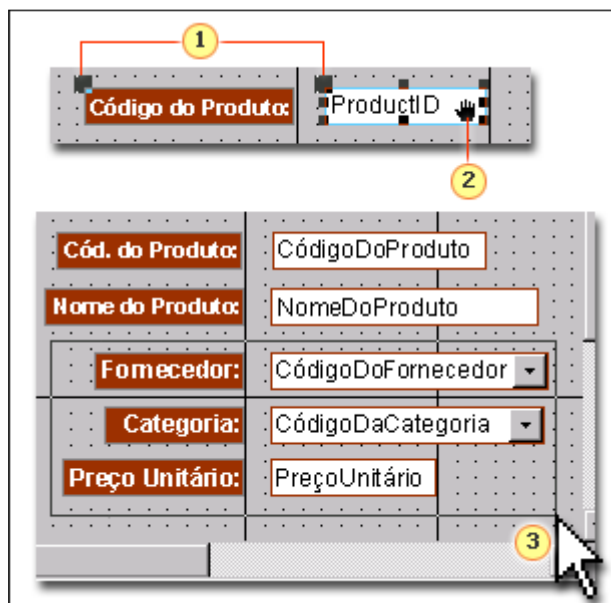 1
Código do Produto: ProductID
2
Cód. do Produto: CódigoDoProduto
Nome do Produto: NomeDoProduto
Fornecedor: CódigoDoFornecedor
Categoria: CódigoDaCategoria
Preço Unitário: PreçoUnitário
3